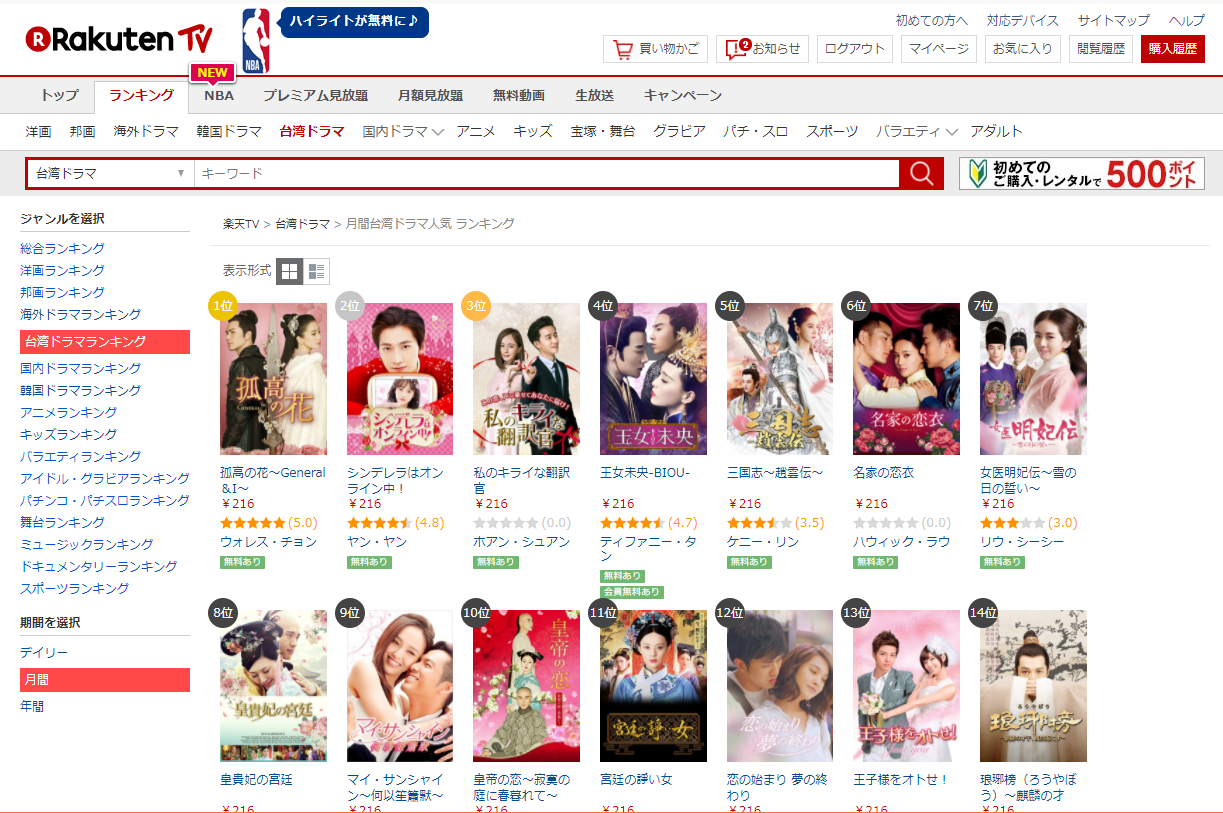 Rakuten TV
NBA
ハイライトが無料に♪
初めての方へ 対応デバイス サイトマップ ヘルプ
買い物かご 2 お知らせ ログアウト マイページ お気に入り 閲覧履歴 購入履歴
NEW
トップ ランキング NBA プレミアム見放題 月額見放題 無料動画 生放送 キャンペーン
洋画 邦画 海外ドラマ 韓国ドラマ 台湾ドラマ 国内ドラマ アニメ キッズ 宝塚・舞台 グラビア パチ・スロ スポーツ バラエティ アダルト
台湾ドラマ ▼ キーワード
初めての
ご購入・レンタルで 500ポイント
ジャンルを選択
総合ランキング
洋画ランキング
邦画ランキング
海外ドラマランキング
台湾ドラマランキング
国内ドラマランキング
韓国ドラマランキング
アニメランキング
キッズランキング
バラエティランキング
アイドル・グラビアランキング
パチンコ・パチスロランキング
舞台ランキング
ミュージックランキング
ドキュメンタリーランキング
スポーツランキング
期間を選択
デイリー
月間
年間
楽天TV > 台湾ドラマ > 月間台湾ドラマ人気 ランキング
表示形式
1位 2位 3位 4位 5位 6位 7位
孤高の花
シンデレラはオンライン中!
私のキライな翻訳官
王女未央
三国志 趙雲伝
名家の恋衣
女医明妃伝
孤高の花～General
＆I～
￥216
(5.0)
ウォレス・チョン
無料あり
シンデレラはオン
ライン中！
￥216
(4.8)
ヤン・ヤン
無料あり
私のキライな翻訳
官
￥216
(0.0)
ホアン・シュアン
無料あり
王女未央-BIOU-
￥216
(4.7)
ティファニー・タ
ン
無料あり
会員無料あり
三国志～趙雲伝～
￥216
(3.5)
ケニー・リン
無料あり
名家の恋衣
￥216
(0.0)
ハウィック・ラウ
無料あり
女医明妃伝～雪の
日の誓い～
￥216
(3.0)
リウ・シーシー
無料あり
8位 9位 10位 11位 12位 13位 14位
皇貴妃の宮廷
マイ・サンシャイン
皇帝の恋
宮廷の諍い女
恋の始まり 夢の終わり
王子様をオトせ!
琅琊榜
皇貴妃の宮廷
￥216
マイ・サンシャイ
ン～何以笙簫默～
￥216
皇帝の恋～寂寞の
庭に春暮れて～
￥216
宮廷の諍い女
￥216
恋の始まり 夢の終
わり
￥216
王子様をオトせ！
￥216
琅琊榜（ろうやぼ
う）～麒麟の才
￥216